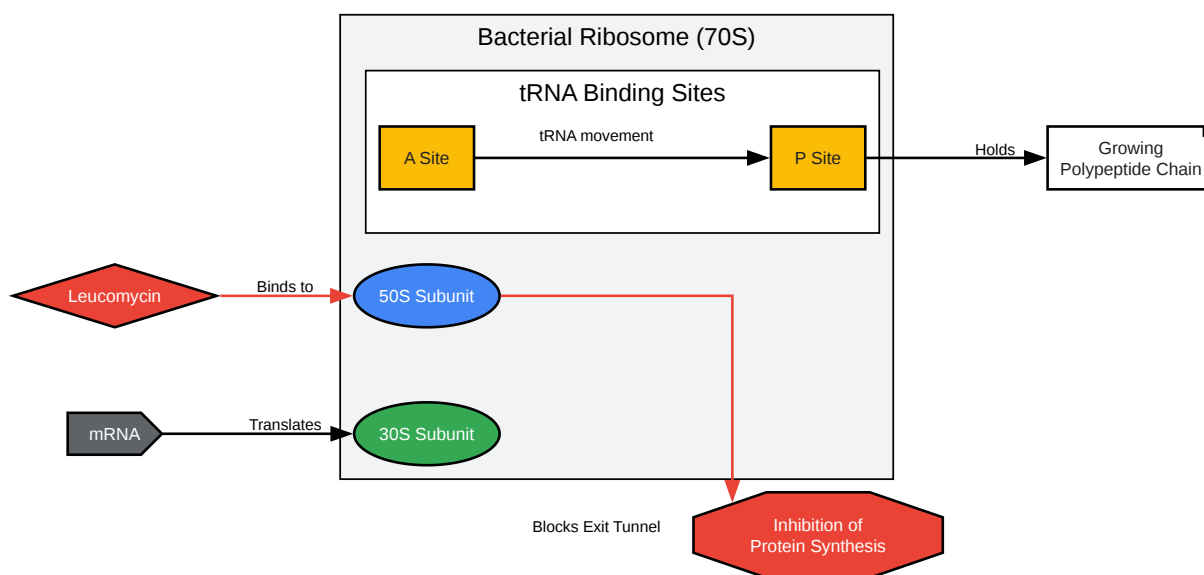 Bacterial Ribosome (70S)
tRNA Binding Sites
A Site
tRNA movement
P Site
Holds
Growing
Polypeptide Chain
Leucomycin
Binds to
50S Subunit
mRNA
Translates
30S Subunit
Blocks Exit Tunnel
Inhibition of
Protein Synthesis